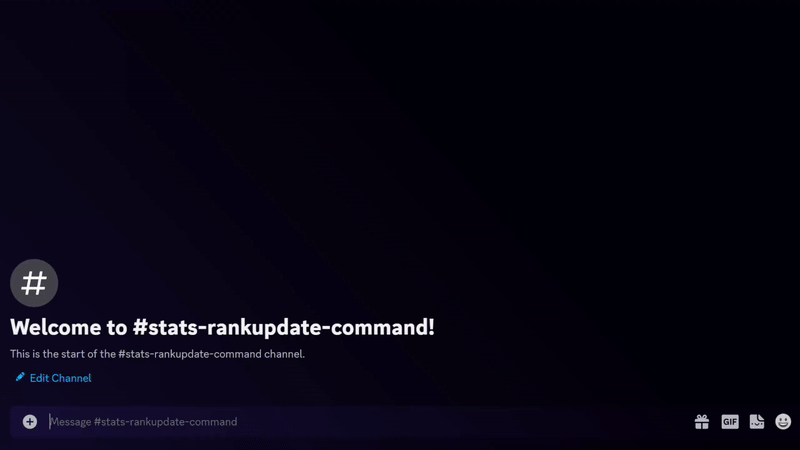 Welcome to #stats-rankupdate-command!
This is the start of the #stats-rankupdate-command channel.
Edit Channel
Message #stats-rankupdate-command
GIF